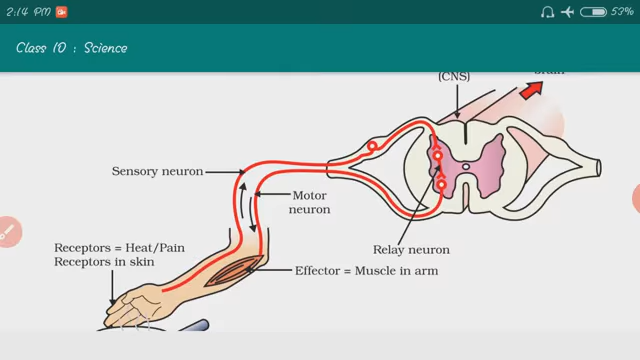 2:14 PM
53%
Class 10 : Science
(CNS)
Brain
Sensory neuron
Motor
neuron
Relay neuron
Receptors = Heat/Pain
Receptors in skin
Effector = Muscle in arm